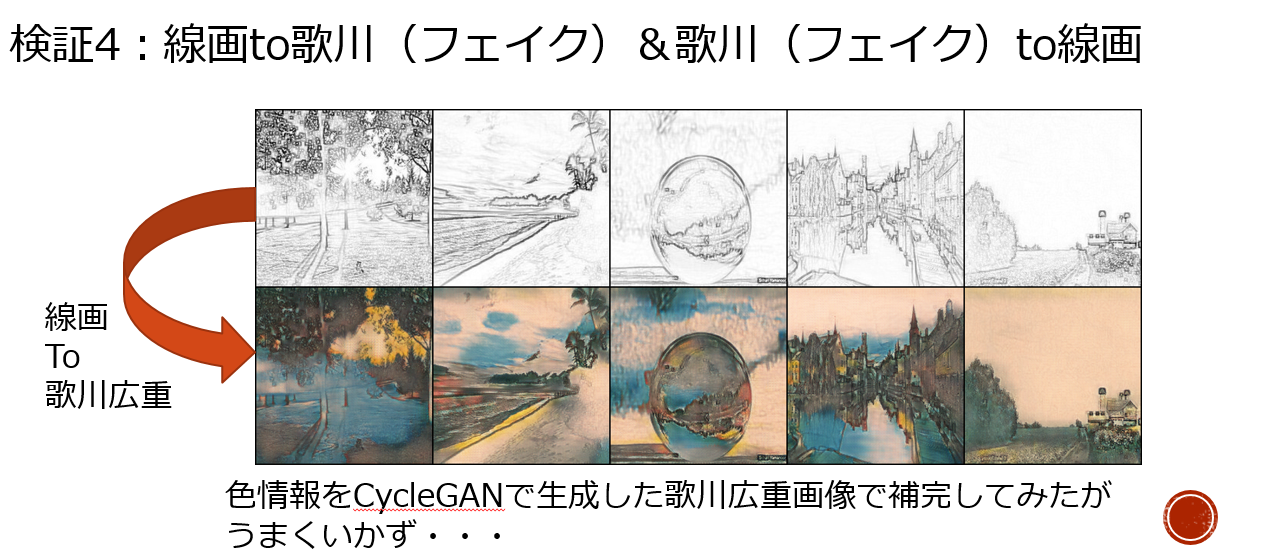 検証4：線画to歌川（フェイク）＆歌川（フェイク）to線画
線画
To
歌川広重
色情報をCycleGANで生成した歌川広重画像で補完してみたが
うまくいかず・・・